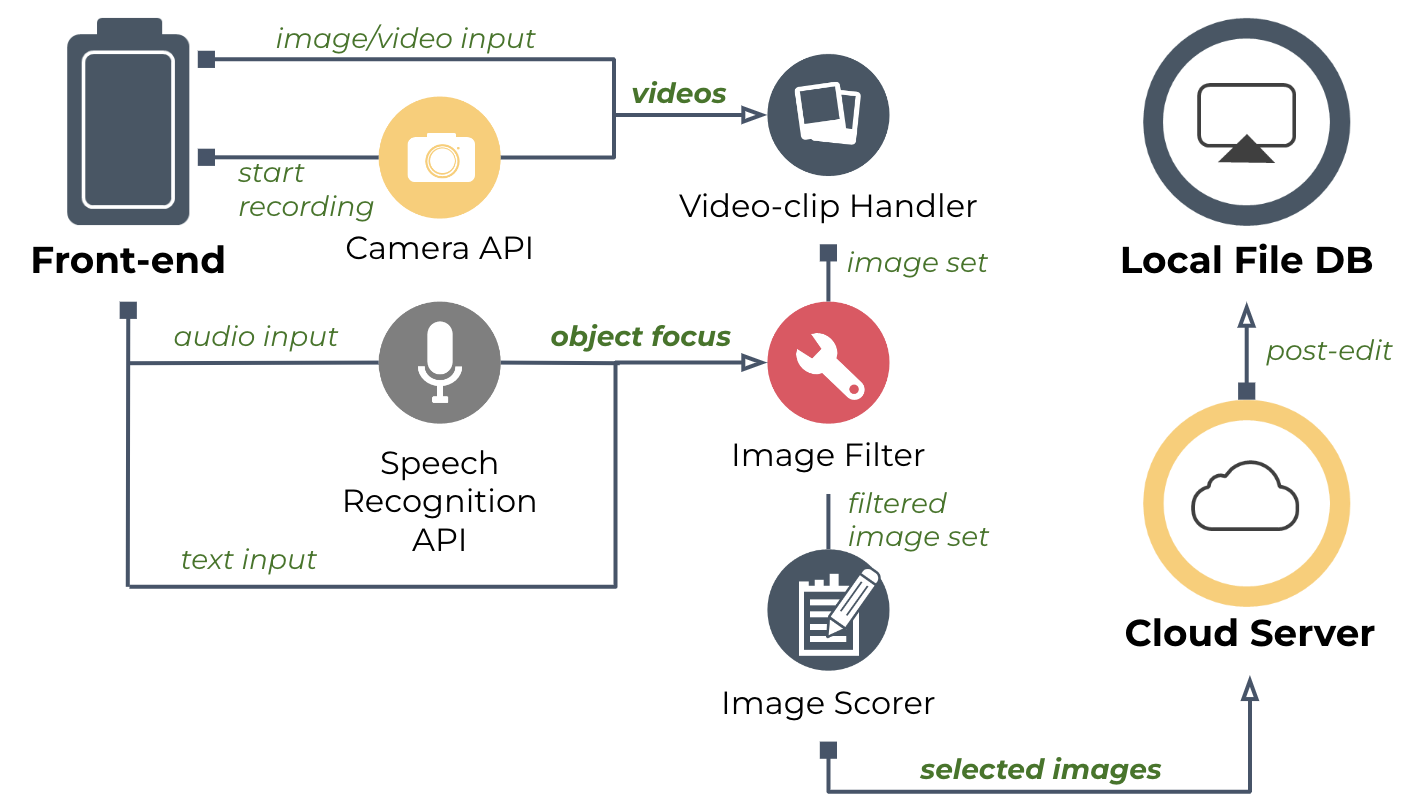 image/video input
videos
start
recording
Front-end
Camera API
Video-clip Handler
image set
Local File DB
audio input
object focus
post-edit
Speech
Recognition
API
Image Filter
filtered
image set
text input
Cloud Server
Image Scorer
selected images